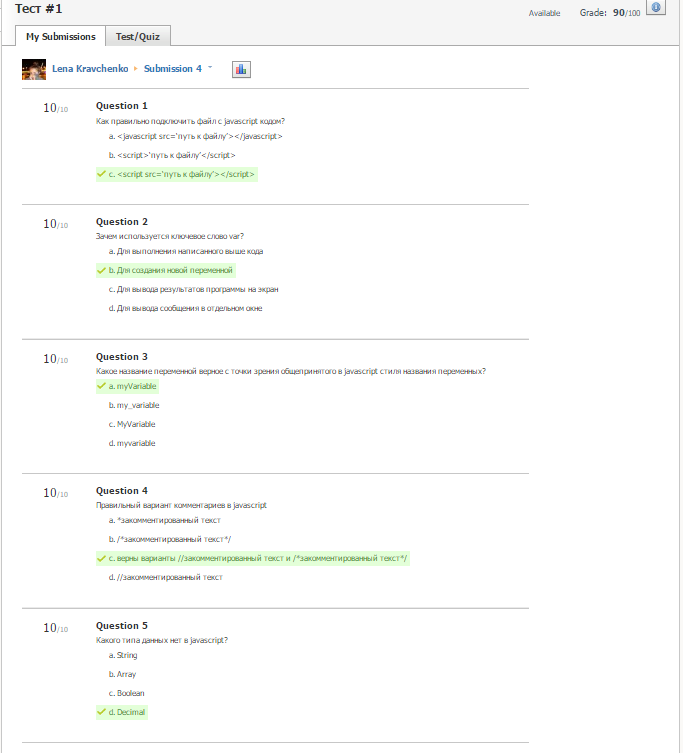 Тест #1
Available Grade: 90/100
My Submissions Test/Quiz
Lena Kravchenko Submission 4
10/10 Question 1
Как правильно подключить файл с javascript кодом?
a. <javascript src='путь к файлу'></javascript>
b. <script>'путь к файлу'</script>
c. <script src='путь к файлу'></script>
10/10 Question 2
Зачем используется ключевое слово var?
a. Для выполнения написанного выше кода
b. Для создания новой переменной
c. Для вывода результатов программы на экран
d. Для вывода сообщения в отдельном окне
10/10 Question 3
Какое название переменной верное с точки зрения общепринятого в javascript стиля названия переменных?
a. myVariable
b. my_variable
c. MyVariable
d. myvariable
10/10 Question 4
Правильный вариант комментариев в javascript
a. *закомментированный текст
b. /*закомментированный текст*/
c. верны варианты //закомментированный текст и /*закомментированный текст*/
d. //закомментированный текст
10/10 Question 5
Какого типа данных нет в javascript?
a. String
b. Array
c. Boolean
d. Decimal